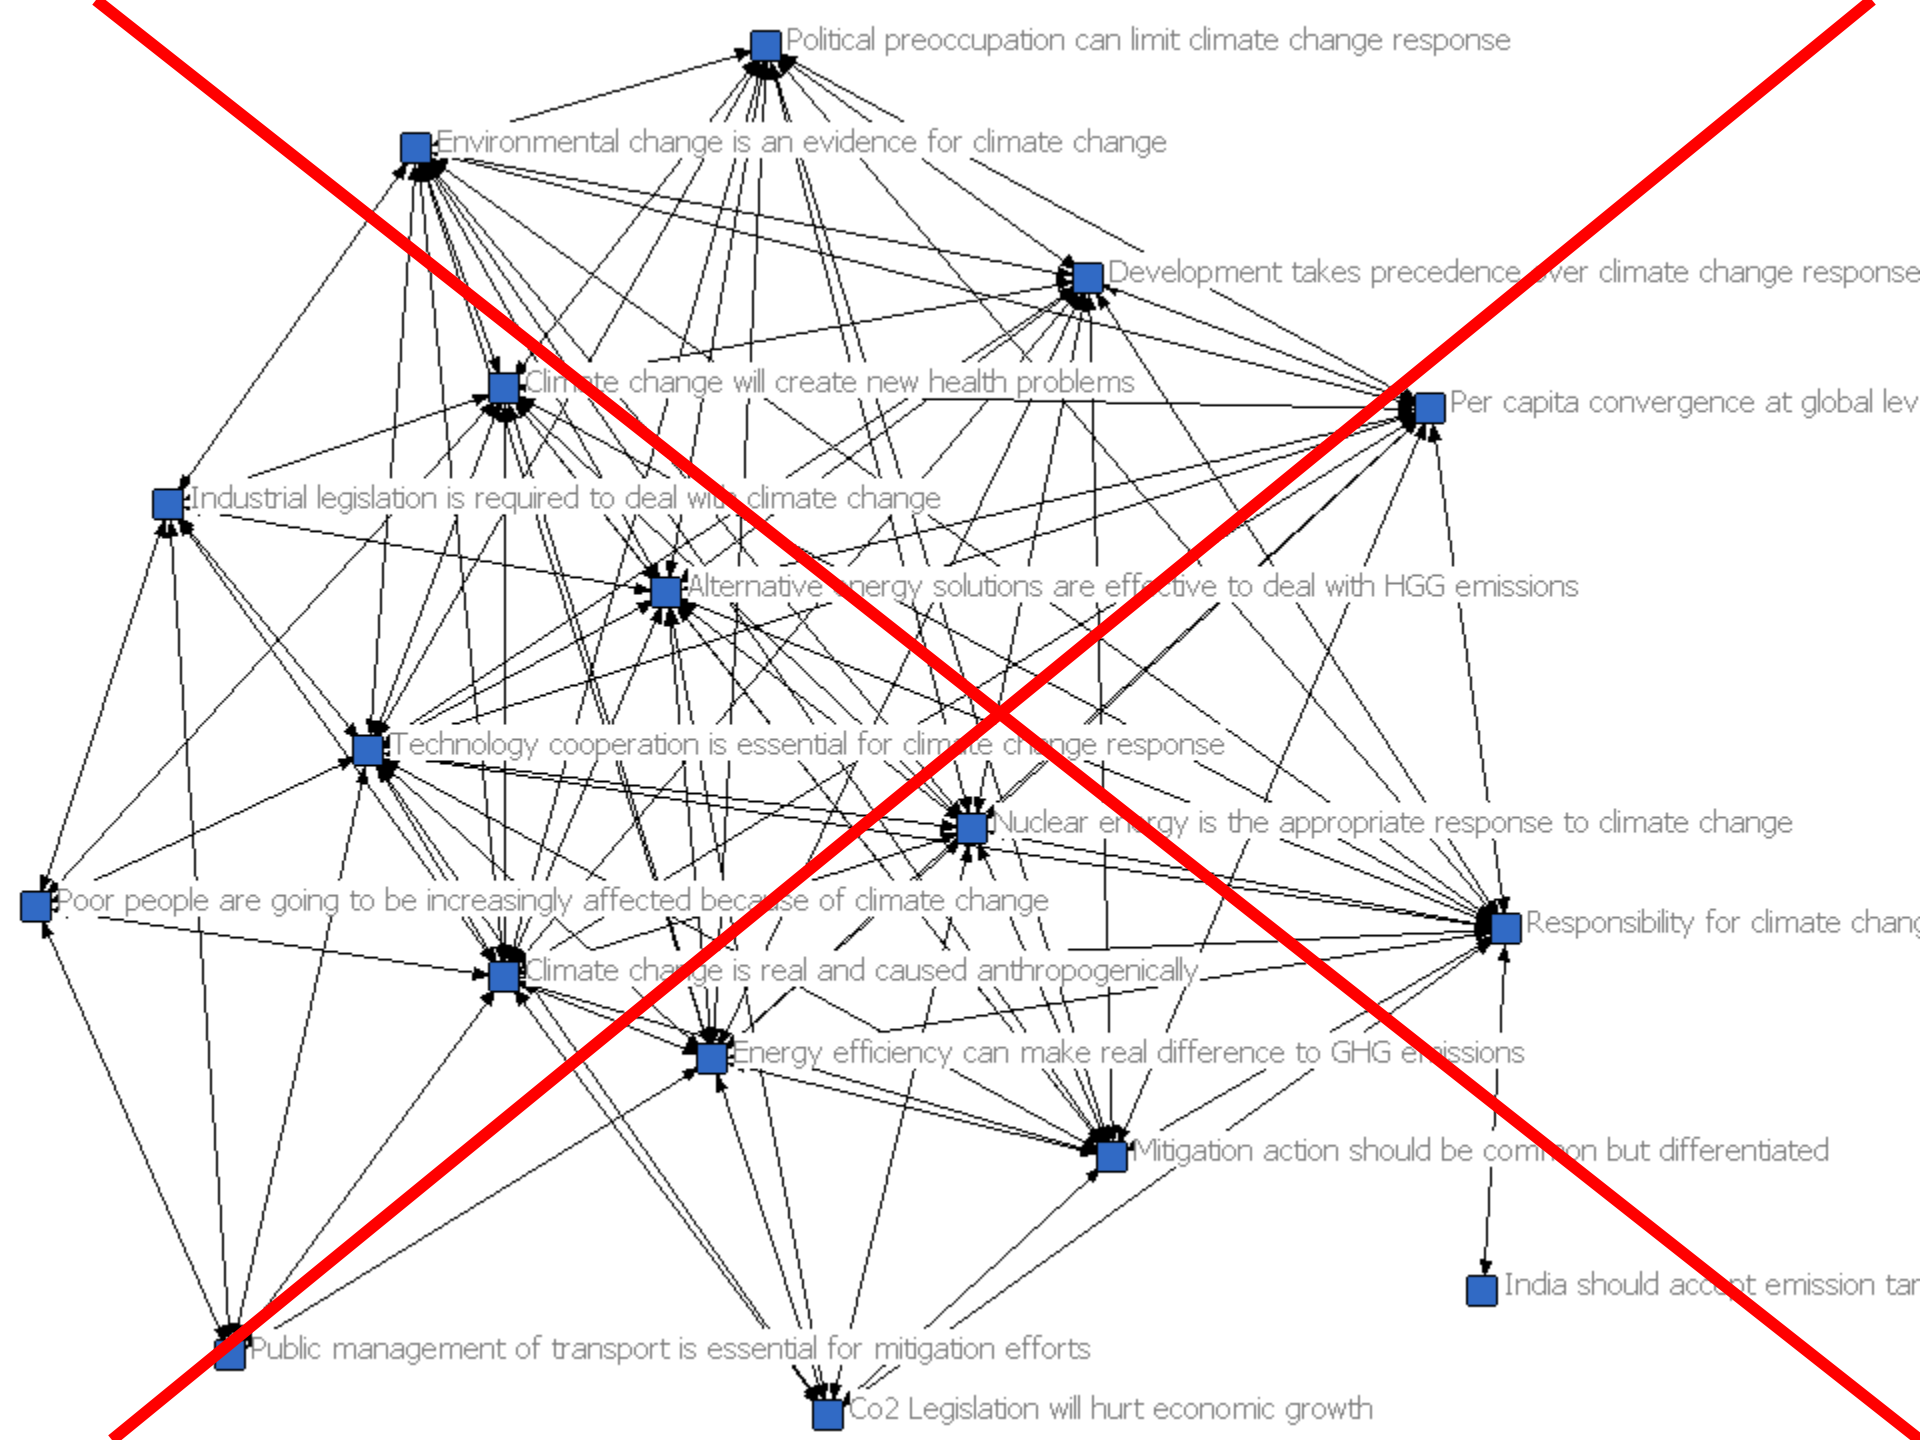 Political preoccupation can limit climate change response
Environmental change is an evidence for climate change
Development takes precedence over climate change response
Climate change will create new health problems
Per capita convergence at global lev
Industrial legislation is required to deal with climate change
Alternative energy solutions are effective to deal with HGG emissions
Technology cooperation is essential for climate change response
Nuclear energy is the appropriate response to climate change
Poor people are going to be increasingly affected because of climate change
Responsibility for climate chang
Climate change is real and caused anthropogenically
Energy efficiency can make real difference to GHG emissions
Mitigation action should be common but differentiated
India should accept emission tar
Public management of transport is essential for mitigation efforts
Co2 Legislation will hurt economic growth